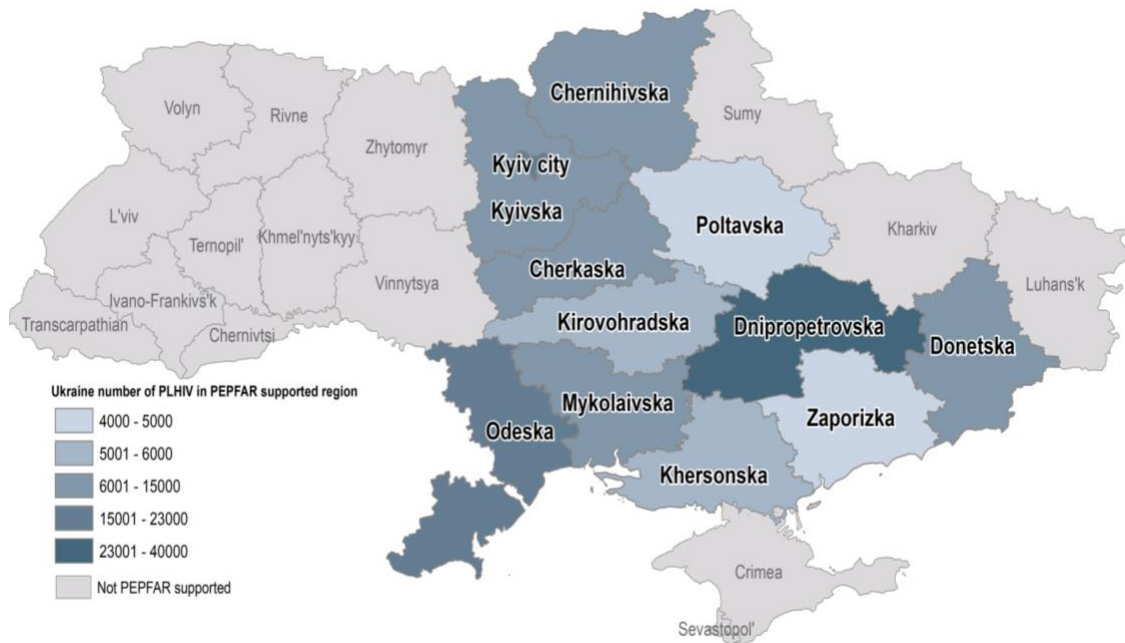 Chernihivska
Volyn
Rivne
Sumy
Zhytomyr
Kyiv city
L'viv
Kyivska
Poltavska
Kharkiv
Ternopil'
Khmel'nyts'kyy
Cherkaska
Vinnytsya
Luhans'k
Ivano-Frankivs'k
Transcarpathian
Chernivtsi
Kirovohradska
Dnipropetrovska
Donetska
Mykolaivska
Odeska
Zaporizka
Khersonska
Crimea
Sevastopol'
Ukraine number of PLHIV in PEPFAR supported region
4000 - 5000
5001 - 6000
6001 - 15000
15001 - 23000
23001 - 40000
Not PEPFAR supported